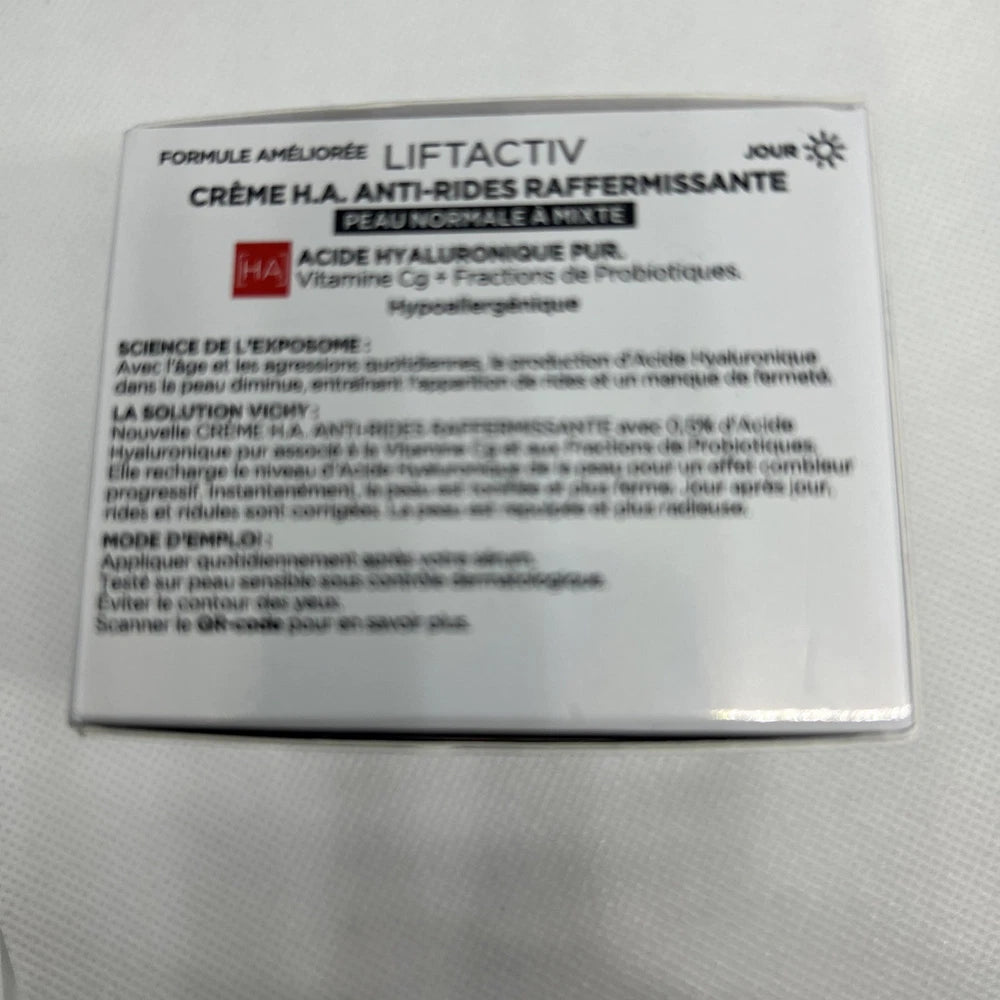 FORMULE AMÉLIORÉE LIFTACTIV JOUR
CRÈME H.A. ANTI-RIDES RAFFERMISSANTE
PEAU NORMALE À MIXTE
[HA] ACIDE HYALURONIQUE PUR.
Vitamine Cg + Fractions de Probiotiques.
Hypoallergénique
SCIENCE DE L'EXPOSOME :
Avec l'âge et les agressions quotidiennes, la production d'Acide Hyaluronique
dans la peau diminue, entraînant l'apparition de rides et un manque de fermeté.
LA SOLUTION VICHY :
Nouvelle CRÈME H.A. ANTI-RIDES RAFFERMISSANTE avec 0,5% d'Acide
Hyaluronique pur associé à la Vitamine Cg et aux Fractions de Probiotiques.
Elle recharge le niveau d'Acide Hyaluronique de la peau pour un effet combleur
progressif. Instantanément, la peau est et plus ferme. Jour après jour,
rides et ridules sont corrigées. La peau est repulpée et plus radieuse.
MODE D'EMPLOI :
Appliquer quotidiennement après votre sérum.
Testé sur peau sensible sous contrôle dermatologique.
Éviter le contour des yeux.
Scanner le QR-code pour en savoir plus.